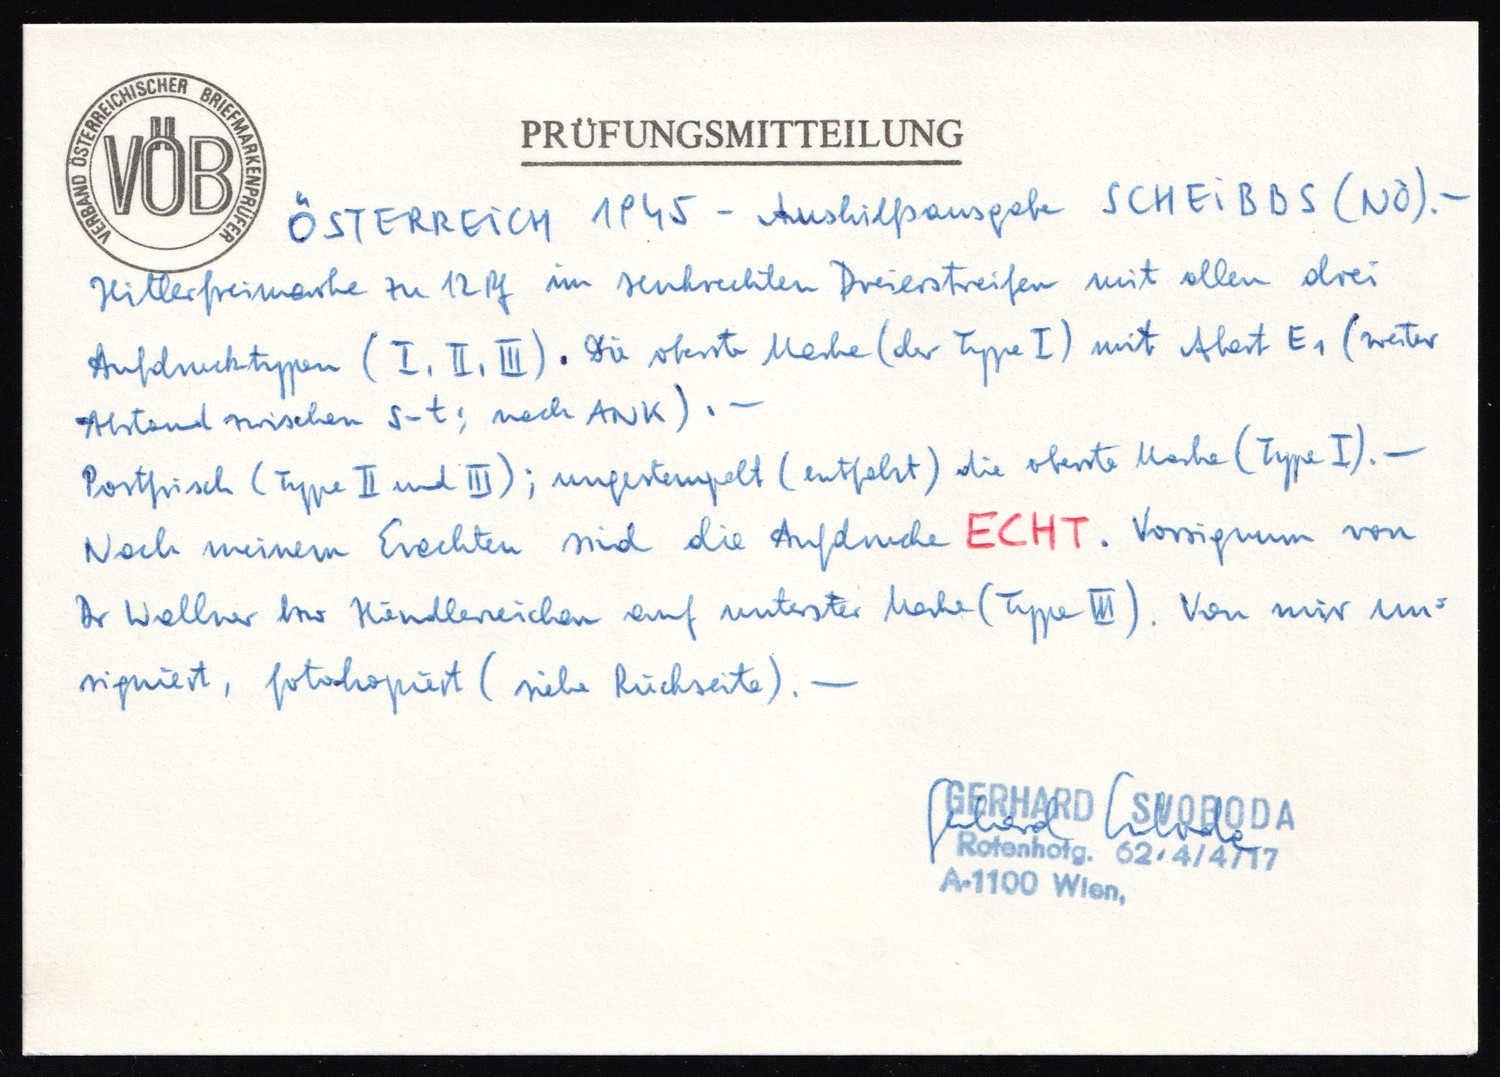 VERBAND ÖSTERREICHISCHER BRIEFMARKENPRÜFER
VÖB
PRÜFUNGSMITTEILUNG
ÖSTERREICH 1945 - Aushilfsausgabe SCHEIBBS (NÖ).—
Hitlerfreimarke zu 12 Pf im senkrechten Dreierstreifen mit allen drei
Aufdrucktypen (I, II, III). Die oberste Marke (der Type I) mit Abart E1 (weiter
Abstand zwischen s-t; nach ANK).—
Postfrisch (Type II und III); ungestempelt (entfalzt) die oberste Marke (Type I).—
Nach meinem Erachten sind die Aufdrucke ECHT. Vorsignum von
Dr Wallner bzw Händlerzeichen auf unterster Marke (Type III). Von mir un=
signiert, fotokopiert (siehe Rückseite).—
GERHARD SVOBODA
Gerhard Svoboda
Rotenhofg. 62/4/4/17
A-1100 Wien,